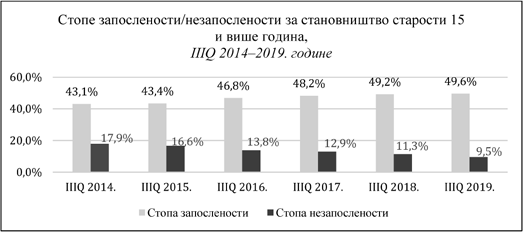 Стопе запослености/незапослености за становништво старости 15
и више година,
IIIQ 2014–2019. године
60,0%
40,0%
20,0%
0,0%
43,1% 43,4% 46,8% 48,2% 49,2% 49,6%
17,9% 16,6% 13,8% 12,9% 11,3% 9,5%
IIIQ 2014. IIIQ 2015. IIIQ 2016. IIIQ 2017. IIIQ 2018. IIIQ 2019.
Стопа запослености Стопа незапослености